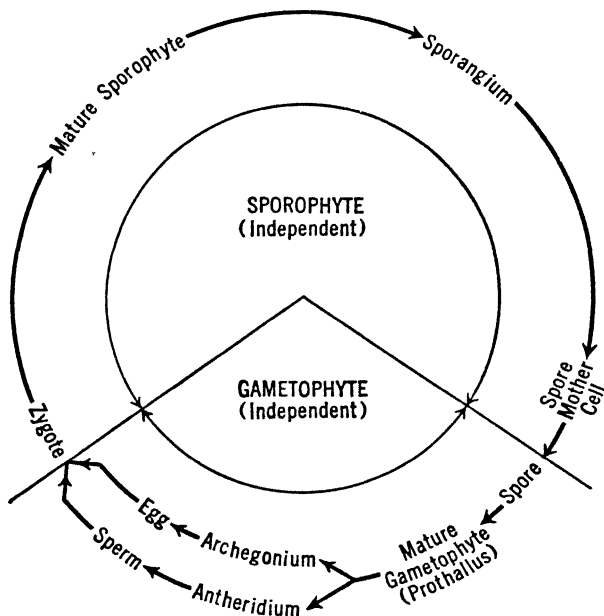 Mature Sporophyte
Sporangium
SPOROPHYTE
(Independent)
GAMETOPHYTE
(Independent)
Spore
Mother
Cell
Zygote
Spore
Egg
Archegonium
Mature
Gametophyte
(Prothallus)
Sperm
Antheridium